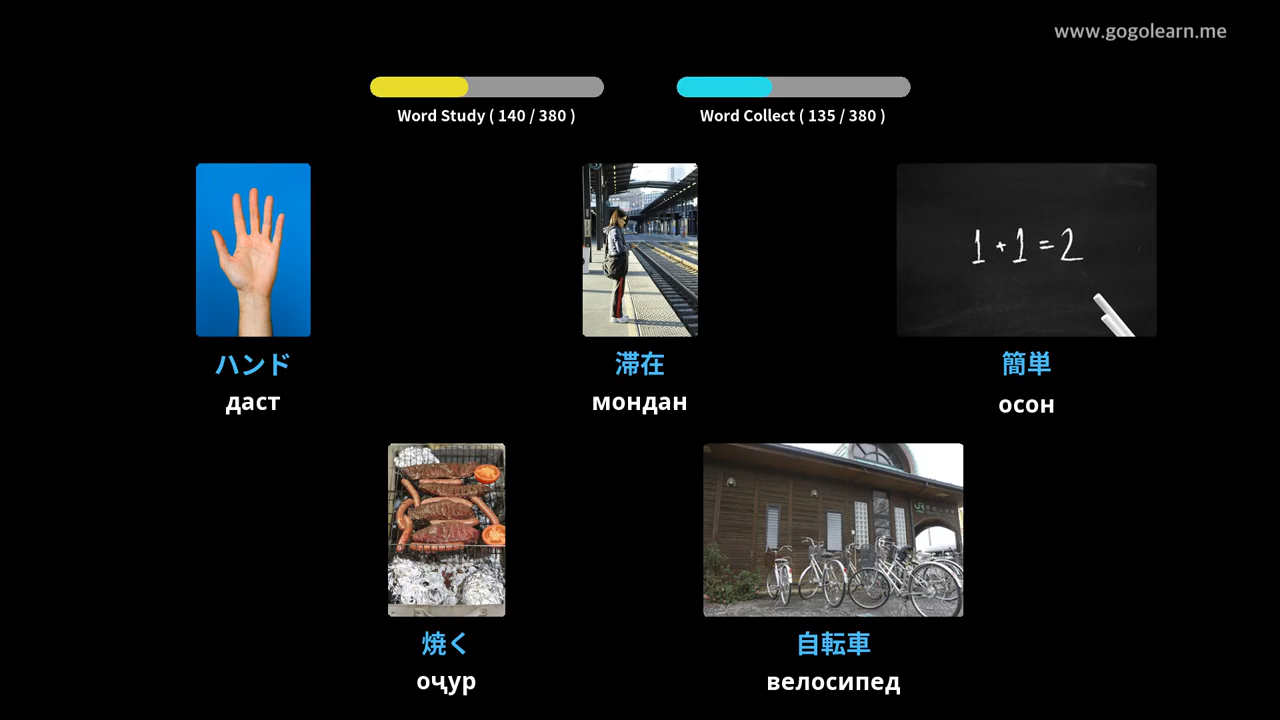 www.gogolearn.me
Word Study ( 140 / 380 )
Word Collect ( 135 / 380 )
1 + 1 = 2
ハンド
滞在
簡単
даст
мондан
осон
焼く
自転車
оҷур
велосипед